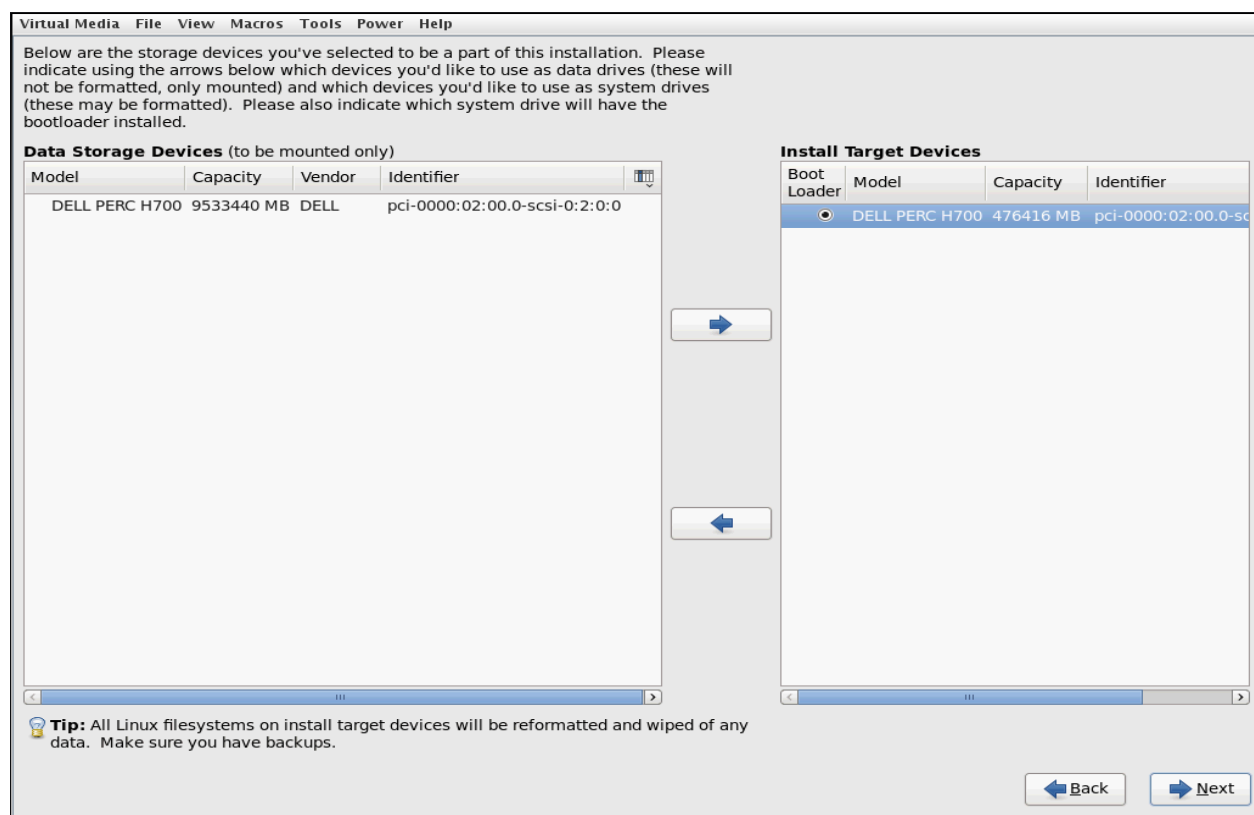 Virtual Media File View Macros Tools Power Help
Below are the storage devices you've selected to be a part of this installation. Please
indicate using the arrows below which devices you'd like to use as data drives (these will
not be formatted, only mounted) and which devices you'd like to use as system drives
(these may be formatted). Please also indicate which system drive will have the
bootloader installed.
Data Storage Devices (to be mounted only)
Model Capacity Vendor Identifier
DELL PERC H700 9533440 MB DELL pci-0000:02:00.0-scsi-0:2:0:0
Install Target Devices
Boot
Loader Model Capacity Identifier
DELL PERC H700 476416 MB pci-0000:02:00.0-sc
Tip: All Linux filesystems on install target devices will be reformatted and wiped of any
data. Make sure you have backups.
Back Next